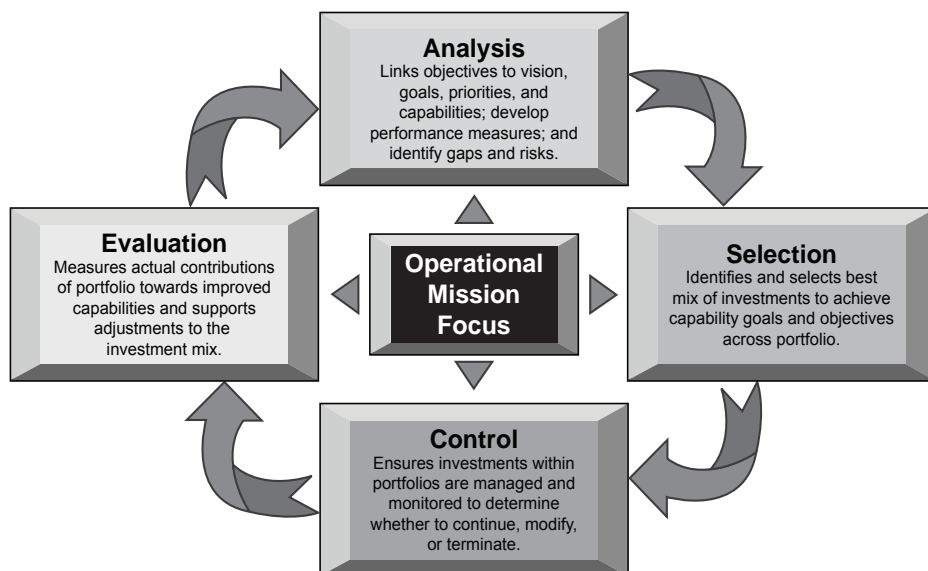 Analysis
Links objectives to vision,
goals, priorities, and
capabilities; develop
performance measures; and
identify gaps and risks.
Evaluation
Measures actual contributions
of portfolio towards improved
capabilities and supports
adjustments to the
investment mix.
Operational
Mission
Focus
Selection
Identifies and selects best
mix of investments to achieve
capability goals and objectives
across portfolio.
Control
Ensures investments within
portfolios are managed and
monitored to determine
whether to continue, modify,
or terminate.